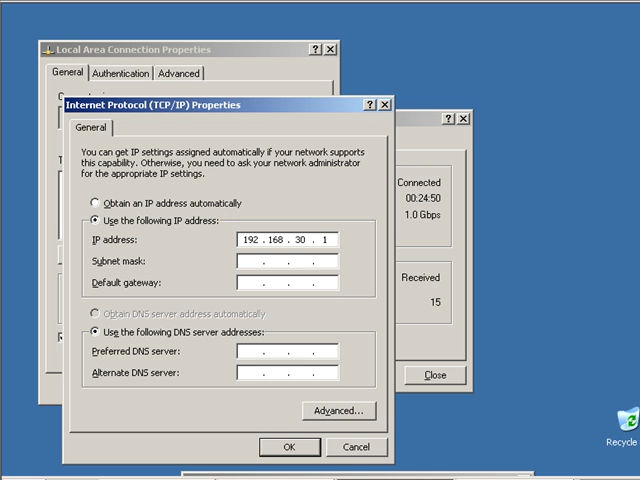 Local Area Connection Properties
General Authentication Advanced
Internet Protocol (TCP/IP) Properties
General
You can get IP settings assigned automatically if your network supports
this capability. Otherwise, you need to ask your network administrator
for the appropriate IP settings.
Obtain an IP address automatically
Use the following IP address:
IP address: 192 . 168 . 30 . 1
Subnet mask: . . .
Default gateway: . . .
Obtain DNS server address automatically
Use the following DNS server addresses:
Preferred DNS server: . . .
Alternate DNS server: . . .
Advanced...
OK Cancel
Connected
00:24:50
1.0 Gbps
Received
15
Close
Recycle